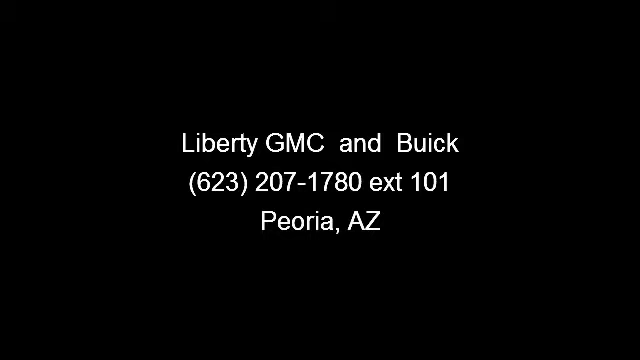 Liberty GMC  and  Buick
(623) 207-1780 ext 101
Peoria, AZ